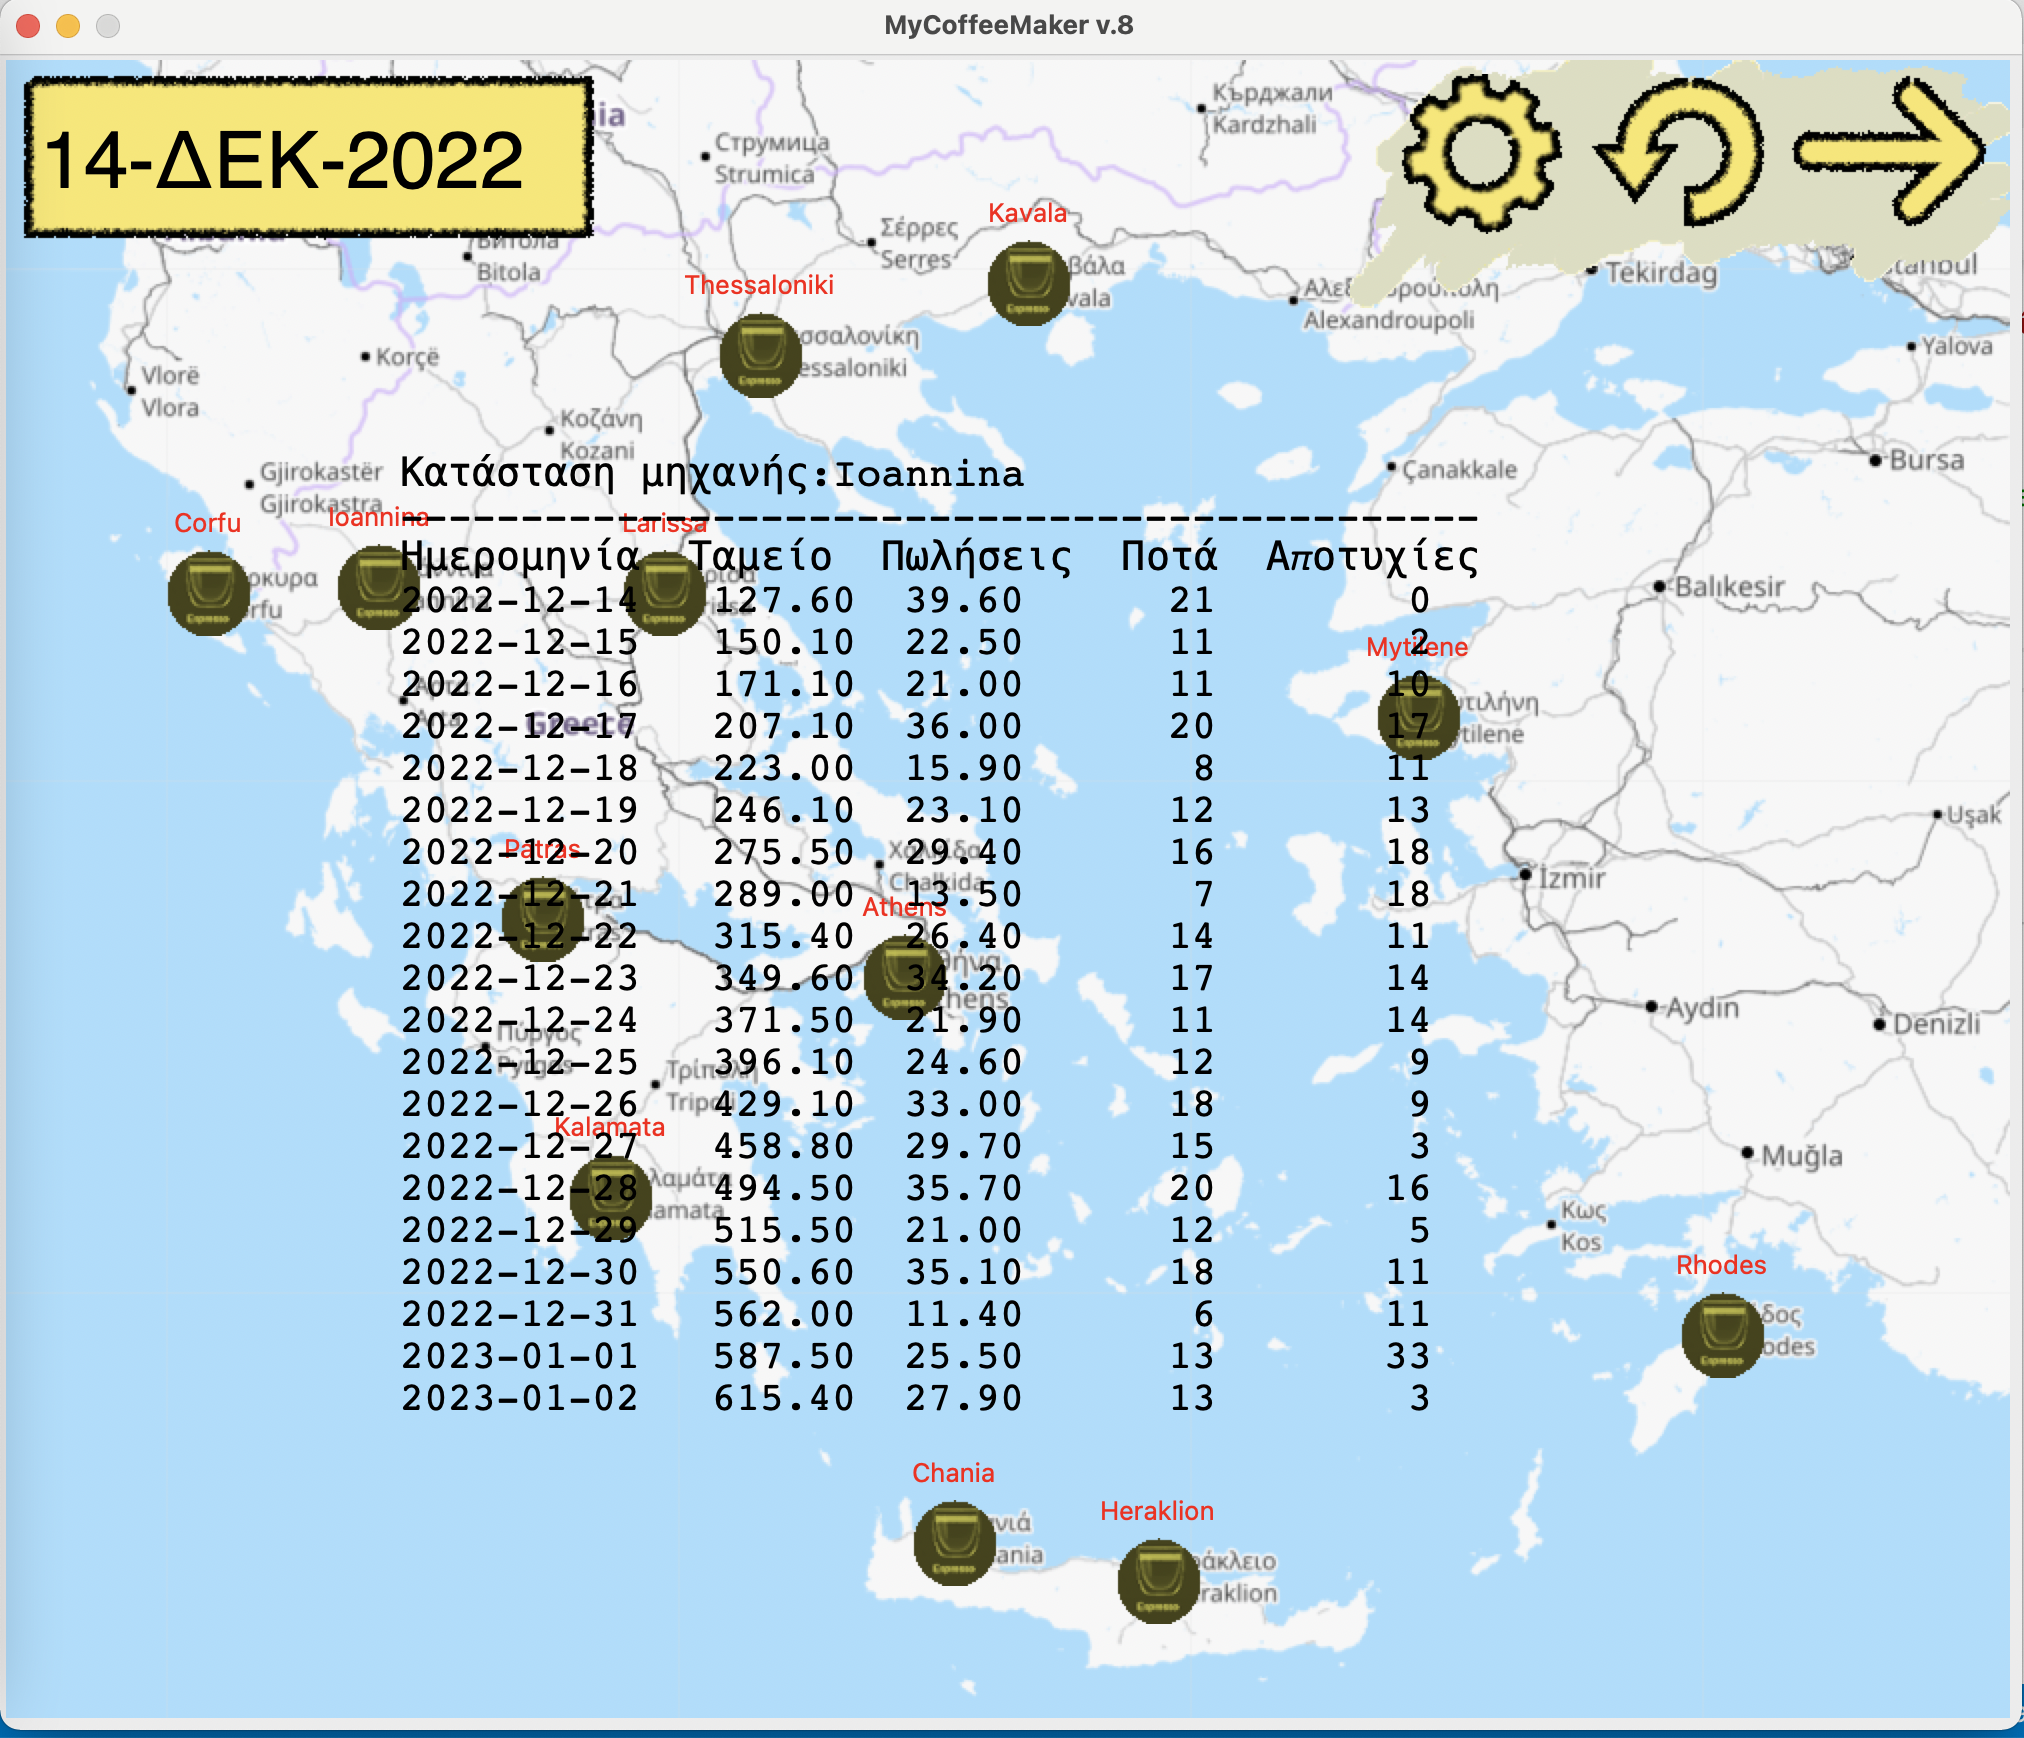 MyCoffeeMaker v.8
14-ΔΕΚ-2022
Кърджали
Kardzhali
Струмица
Strumica
Kavala
Σέρρες
Serres
Битола
Bitola
Thessaloniki
Alexandroupoli
Tekirdag
Yalova
Korçë
Vlorë
Vlora
Κοζάνη
Kozani
Bursa
Çanakkale
Gjirokastër
Gjirokastra
Κατάσταση μηχανής:Ioannina
Corfu
Ioannina
Larissa
---------------------------------------------
Ημερομηνία Ταμείο Πωλήσεις Ποτά Αποτυχίες
2022-12-14 127.60 39.60 21 0
2022-12-15 150.10 22.50 11 2
2022-12-16 171.10 21.00 11 10
2022-12-17 207.10 36.00 20 17
2022-12-18 223.00 15.90 8 11
2022-12-19 246.10 23.10 12 13
2022-12-20 275.50 29.40 16 18
2022-12-21 289.00 13.50 7 18
2022-12-22 315.40 26.40 14 11
2022-12-23 349.60 34.20 17 14
2022-12-24 371.50 21.90 11 14
2022-12-25 396.10 24.60 12 9
2022-12-26 429.10 33.00 18 9
2022-12-27 458.80 29.70 15 3
2022-12-28 494.50 35.70 20 16
2022-12-29 515.50 21.00 12 5
2022-12-30 550.60 35.10 18 11
2022-12-31 562.00 11.40 6 11
2023-01-01 587.50 25.50 13 33
2023-01-02 615.40 27.90 13 3
Balıkesir
Mytilene
Greece
Uşak
Patras
Χαλκίδα
Chalkida
İzmir
Athens
Aydın
Denizli
Πύργος
Pyrgos
Τρίπολη
Tripoli
Kalamata
Muğla
Κως
Kos
Rhodes
Chania
Heraklion
Espresso